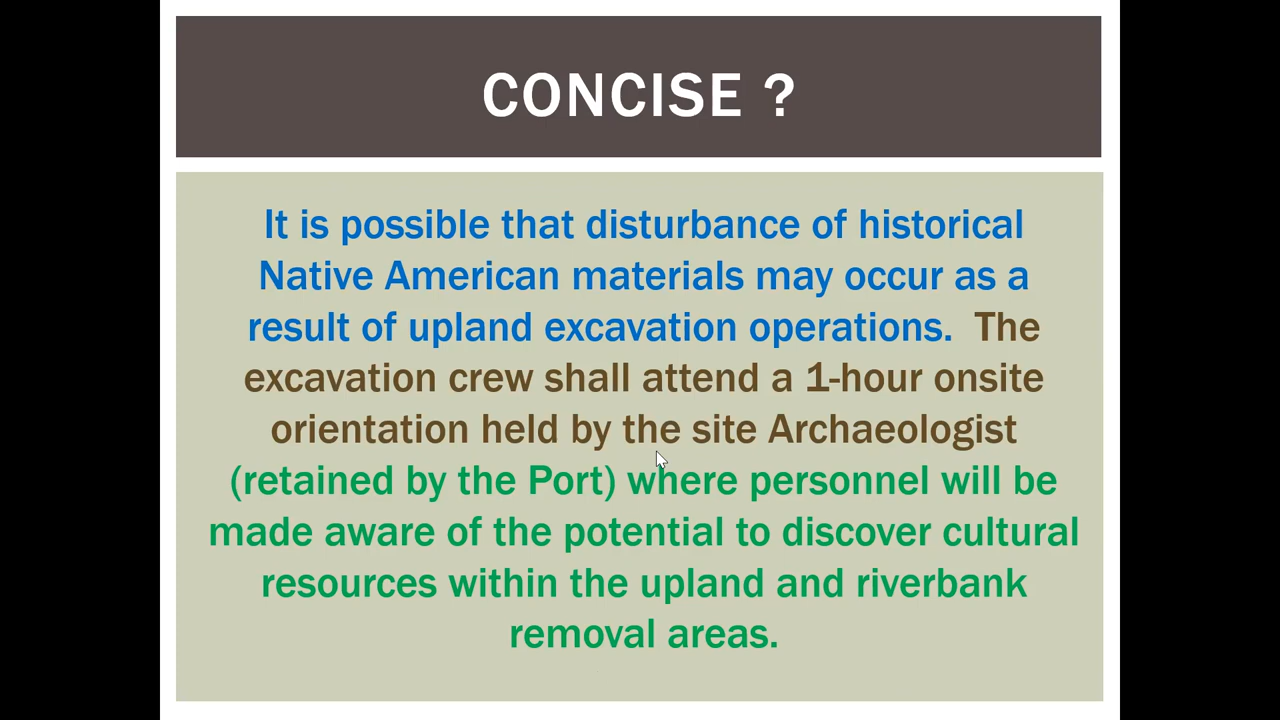 CONCISE ?
It is possible that disturbance of historical
Native American materials may occur as a
result of upland excavation operations.  The
excavation crew shall attend a 1-hour onsite
orientation held by the site Archaeologist
(retained by the Port) where personnel will be
made aware of the potential to discover cultural
resources within the upland and riverbank
removal areas.